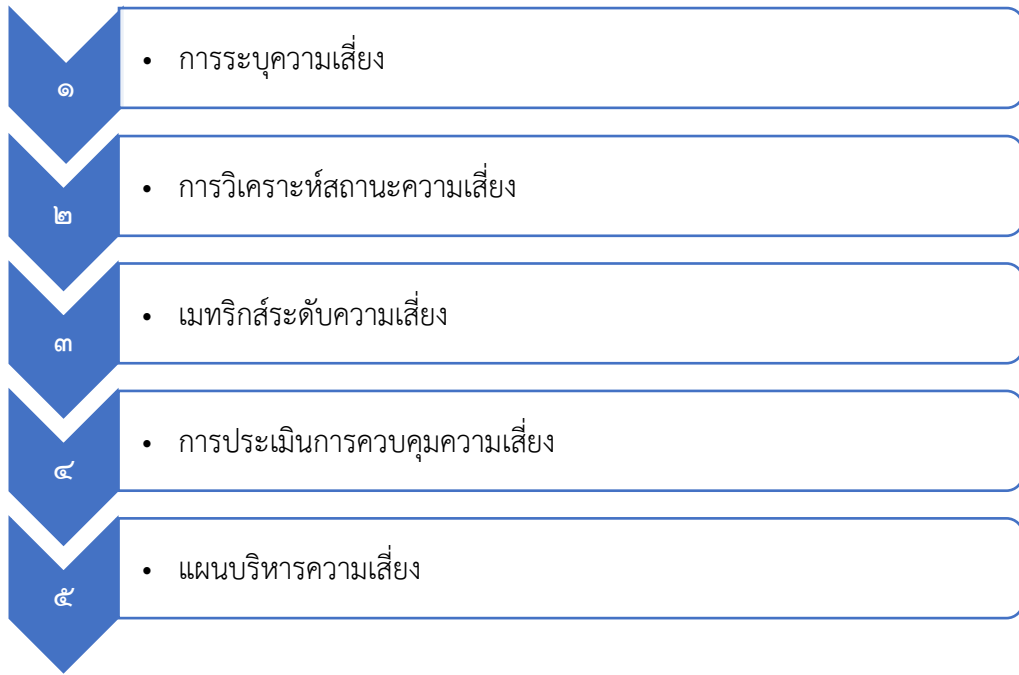 ๑
• การระบุความเสี่ยง
๒
• การวิเคราะห์สถานะความเสี่ยง
๓
• เมทริกส์ระดับความเสี่ยง
๔
• การประเมินการควบคุมความเสี่ยง
๕
• แผนบริหารความเสี่ยง